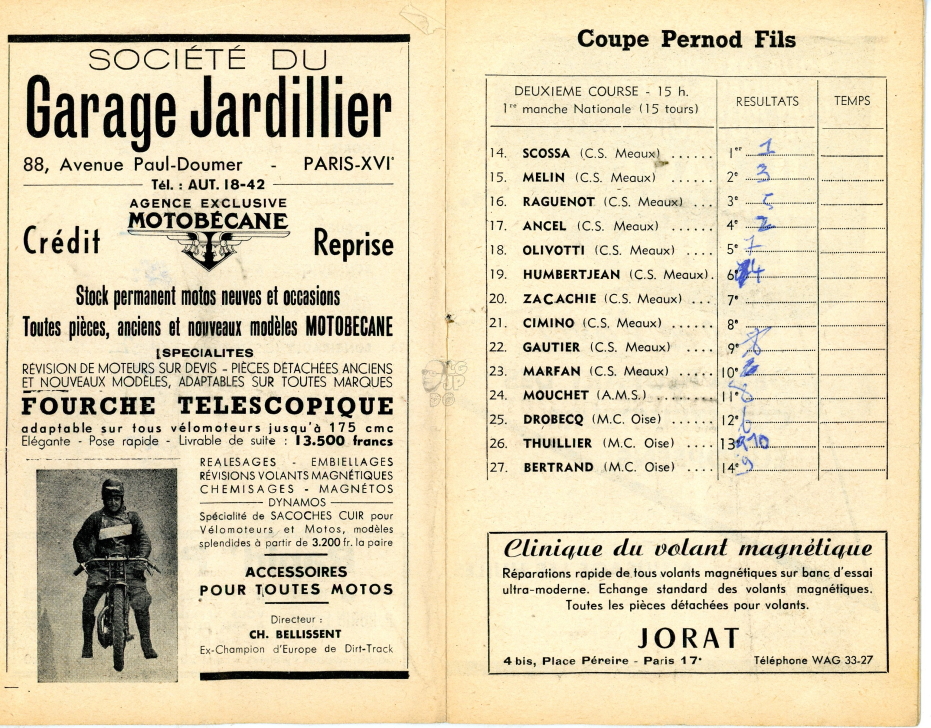 SOCIÉTÉ DU
Garage Jardillier
88, Avenue Paul-Doumer - PARIS-XVIe
Tél. : AUT. 18-42
AGENCE EXCLUSIVE
MOTOBÉCANE
Crédit Reprise
Stock permanent motos neuves et occasions
Toutes pièces, anciens et nouveaux modèles MOTOBECANE
SPECIALITES
RÉVISION DE MOTEURS SUR DEVIS - PIÈCES DÉTACHÉES ANCIENS
ET NOUVEAUX MODÈLES, ADAPTABLES SUR TOUTES MARQUES
FOURCHE TELESCOPIQUE
adaptable sur tous vélomoteurs jusqu'à 175 cmc
Elégante - Pose rapide - Livrable de suite : 13.500 francs
REALESAGES - EMBIELLAGES
RÉVISIONS VOLANTS MAGNÉTIQUES
CHEMISAGES - MAGNÉTOS
DYNAMOS
Spécialité de SACOCHES CUIR pour
Vélomoteurs et Motos, modèles
splendides à partir de 3.200 fr. la paire
ACCESSOIRES
POUR TOUTES MOTOS
Directeur :
CH. BELLISSENT
Ex-Champion d'Europe de Dirt-Track
Coupe Pernod Fils
DEUXIEME COURSE - 15 h.
1re manche Nationale (15 tours)
RESULTATS
TEMPS
14. SCOSSA (C.S. Meaux) ...... 1er 1
15. MELIN (C.S. Meaux) ...... 2e 3
16. RAGUENOT (C.S. Meaux) .... 3e 5
17. ANCEL (C.S. Meaux) ...... 4e 2
18. OLIVOTTI (C.S. Meaux) .... 5e
19. HUMBERTJEAN (C.S. Meaux). 6e
20. ZACACHIE (C.S. Meaux) ... 7e
21. CIMINO (C.S. Meaux) ...... 8e
22. GAUTIER (C.S. Meaux) .... 9e
23. MARFAN (C.S. Meaux) .... 10e
24. MOUCHET (A.M.S.) ........ 11e
25. DROBECQ (M.C. Oise) .... 12e
26. THUILLIER (M.C. Oise) .... 13e
27. BERTRAND (M.C. Oise) .... 14e 9
Clinique du volant magnétique
Réparations rapide de tous volants magnétiques sur banc d'essai
ultra-moderne. Echange standard des volants magnétiques.
Toutes les pièces détachées pour volants.
JORAT
4 bis, Place Péreire - Paris 17e Téléphone WAG 33-27